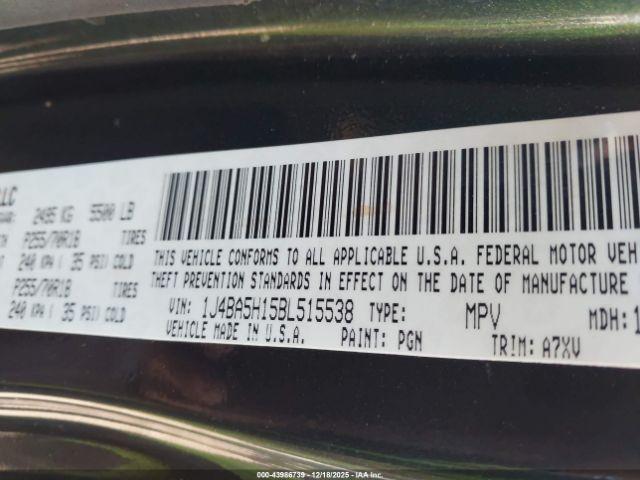 LLC
2495 KG 5500 LB
P255/70R18 TIRES
240 KPA ( 35 PSI) COLD
P255/70R18 TIRES
240 KPA ( 35 PSI) COLD
THIS VEHICLE CONFORMS TO ALL APPLICABLE U.S.A. FEDERAL MOTOR VEH
THEFT PREVENTION STANDARDS IN EFFECT ON THE DATE OF MANUFACTURE
VIN: 1J4BA5H15BL515538 TYPE: MPV MDH: 1
VEHICLE MADE IN U.S.A. PAINT: PGN TRIM: A7XV
000-43986739 - 12/18/2025 - IAA Inc.